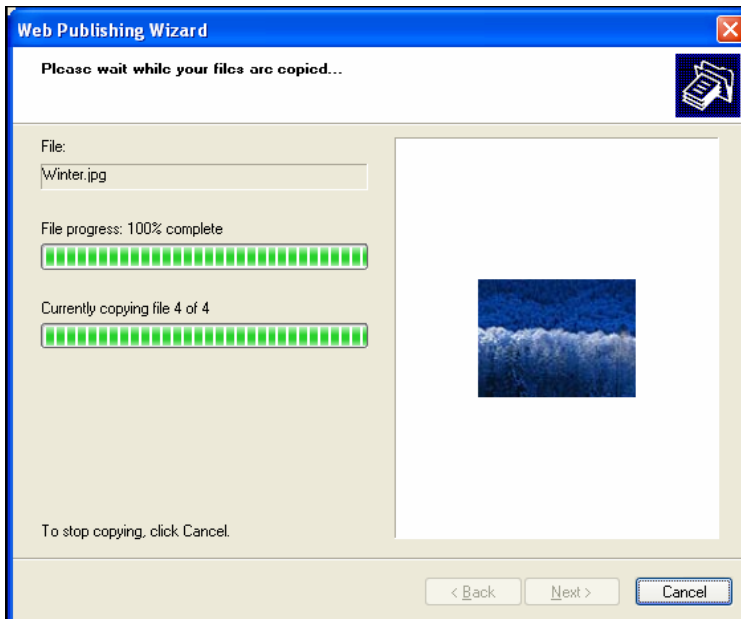 Web Publishing Wizard
Please wait while your files are copied...
File:
Winter.jpg
File progress: 100% complete
Currently copying file 4 of 4
To stop copying, click Cancel.
< Back Next > Cancel